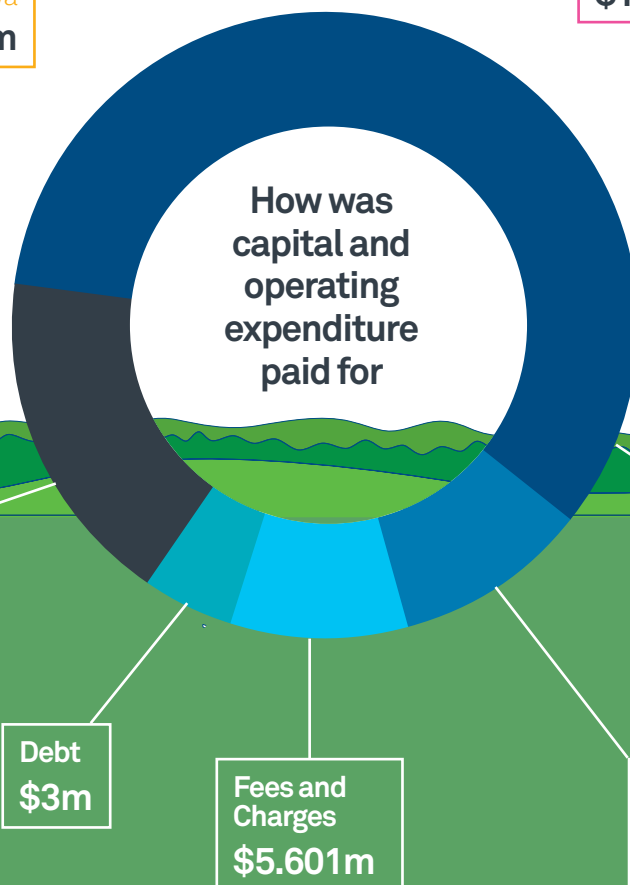 How was
capital and
operating
expenditure
paid for
Debt
$3m
Fees and
Charges
$5.601m